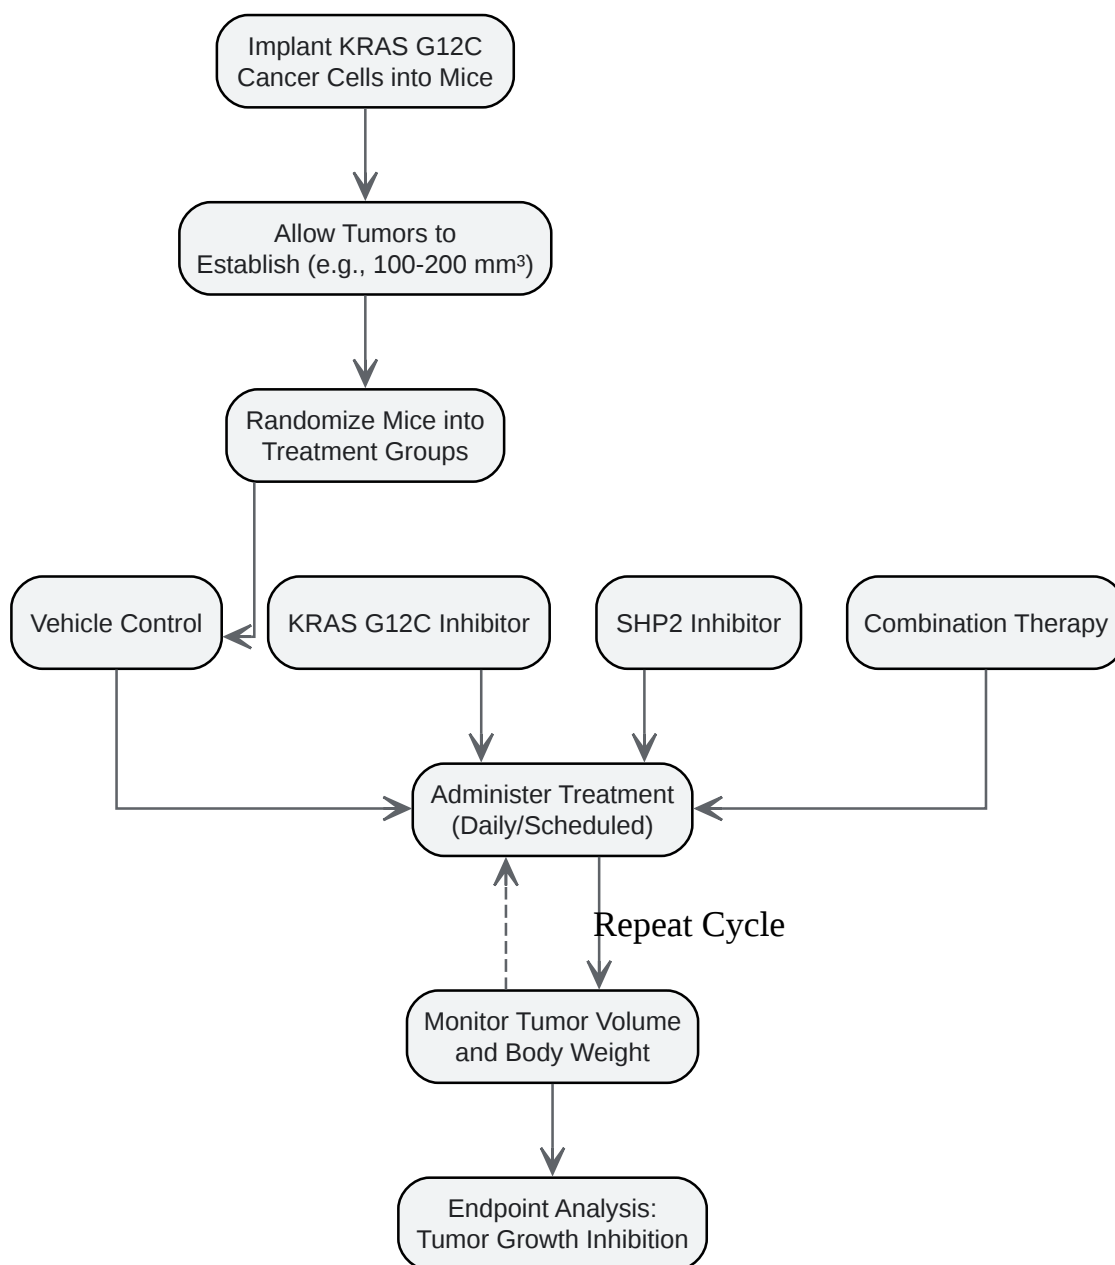 Implant KRAS G12C
Cancer Cells into Mice
Allow Tumors to
Establish (e.g., 100-200 mm³)
Randomize Mice into
Treatment Groups
Vehicle Control
KRAS G12C Inhibitor
SHP2 Inhibitor
Combination Therapy
Administer Treatment
(Daily/Scheduled)
Repeat Cycle
Monitor Tumor Volume
and Body Weight
Endpoint Analysis:
Tumor Growth Inhibition